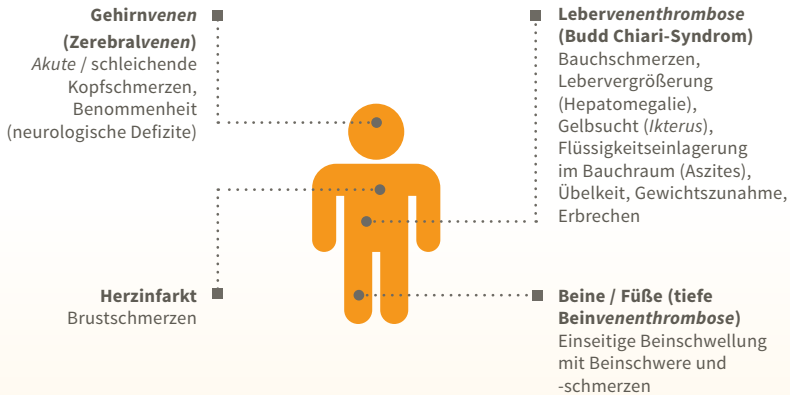 Gehirnvenen
(Zerebralvenen)
Akute / schleichende
Kopfschmerzen,
Benommenheit
(neurologische Defizite)
Herzinfarkt
Brustschmerzen
Lebervenenthrombose
(Budd Chiari-Syndrom)
Bauchschmerzen,
Lebervergrößerung
(Hepatomegalie),
Gelbsucht (Ikterus),
Flüssigkeitseinlagerung
im Bauchraum (Aszites),
Übelkeit, Gewichtszunahme,
Erbrechen
Beine / Füße (tiefe
Beinvenenthrombose)
Einseitige Beinschwellung
mit Beinschwere und
-schmerzen